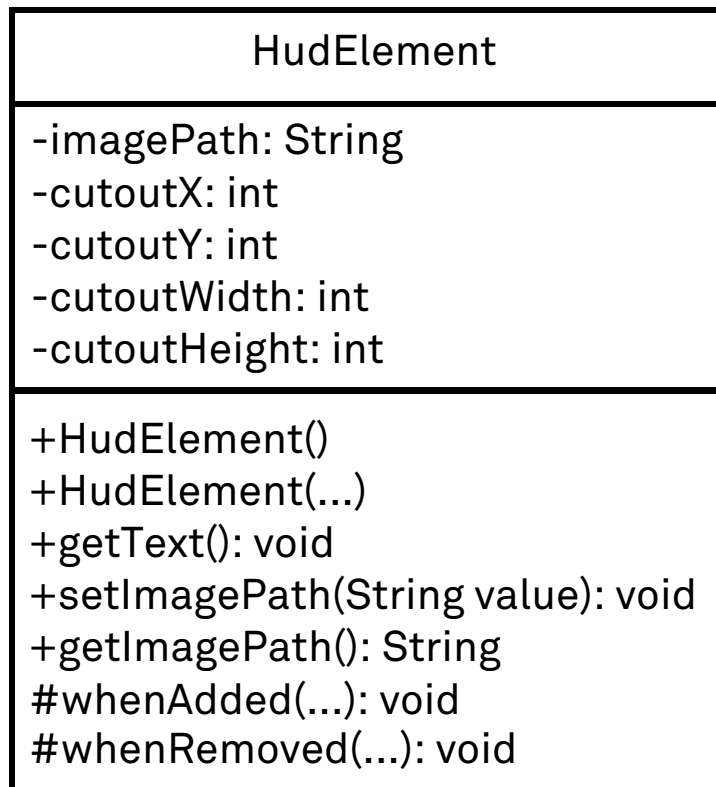 HudElement
-imagePath: String
-cutoutX: int
-cutoutY: int
-cutoutWidth: int
-cutoutHeight: int
+HudElement()
+HudElement(...)
+getText(): void
+setImagePath(String value): void
+getImagePath(): String
#whenAdded(...): void
#whenRemoved(...): void